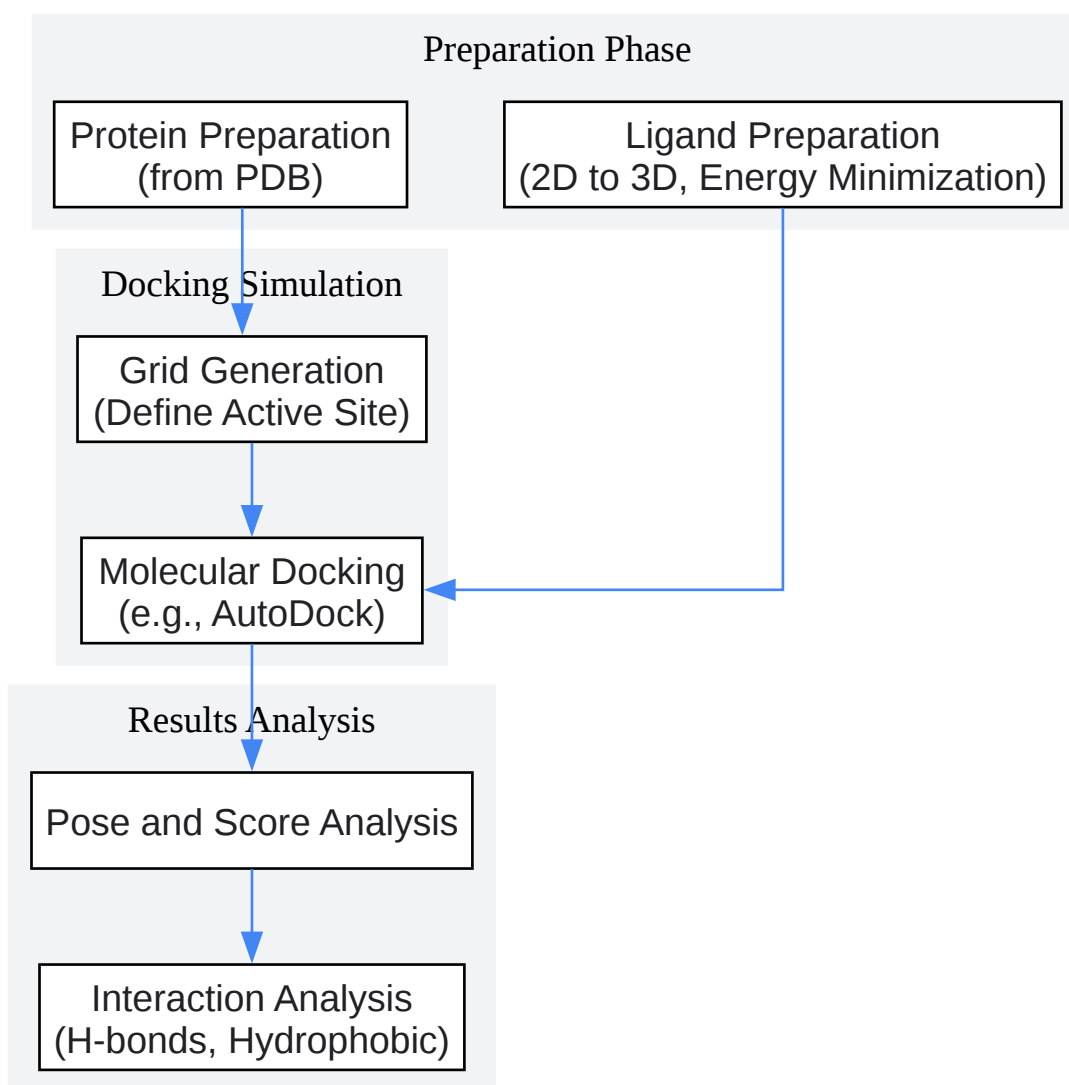 Preparation Phase
Protein Preparation
(from PDB)
Ligand Preparation
(2D to 3D, Energy Minimization)
Docking Simulation
Grid Generation
(Define Active Site)
Molecular Docking
(e.g., AutoDock)
Results Analysis
Pose and Score Analysis
Interaction Analysis
(H-bonds, Hydrophobic)